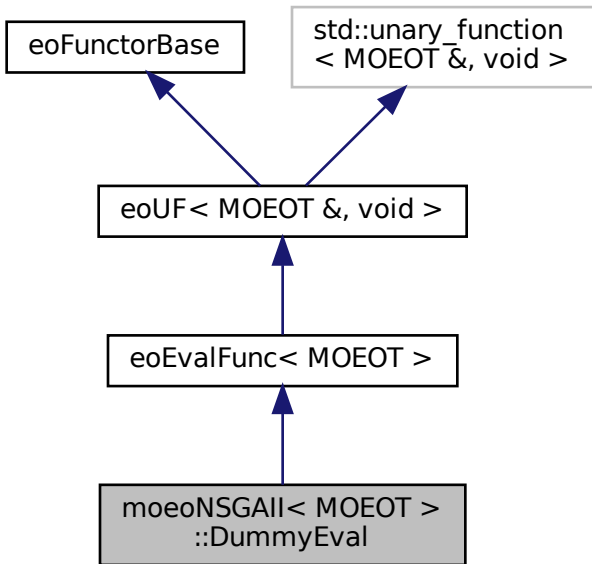 eoFunctorBase
std::unary_function
< MOEOT &, void >
eoUF< MOEOT &, void >
eoEvalFunc< MOEOT >
moeoNSGAII< MOEOT >
::DummyEval